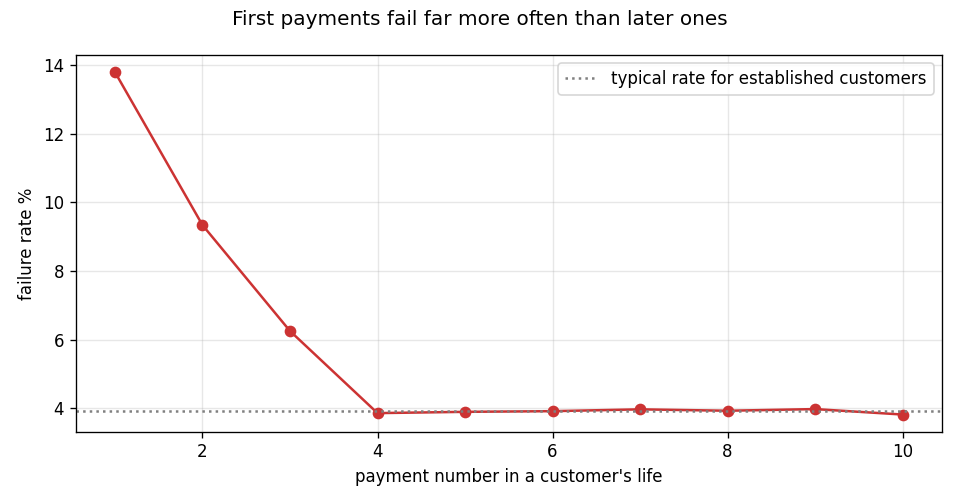 First payments fail far more often than later ones
typical rate for established customers
failure rate %
14
12
10
8
6
4
2
4
6
8
10
payment number in a customer's life